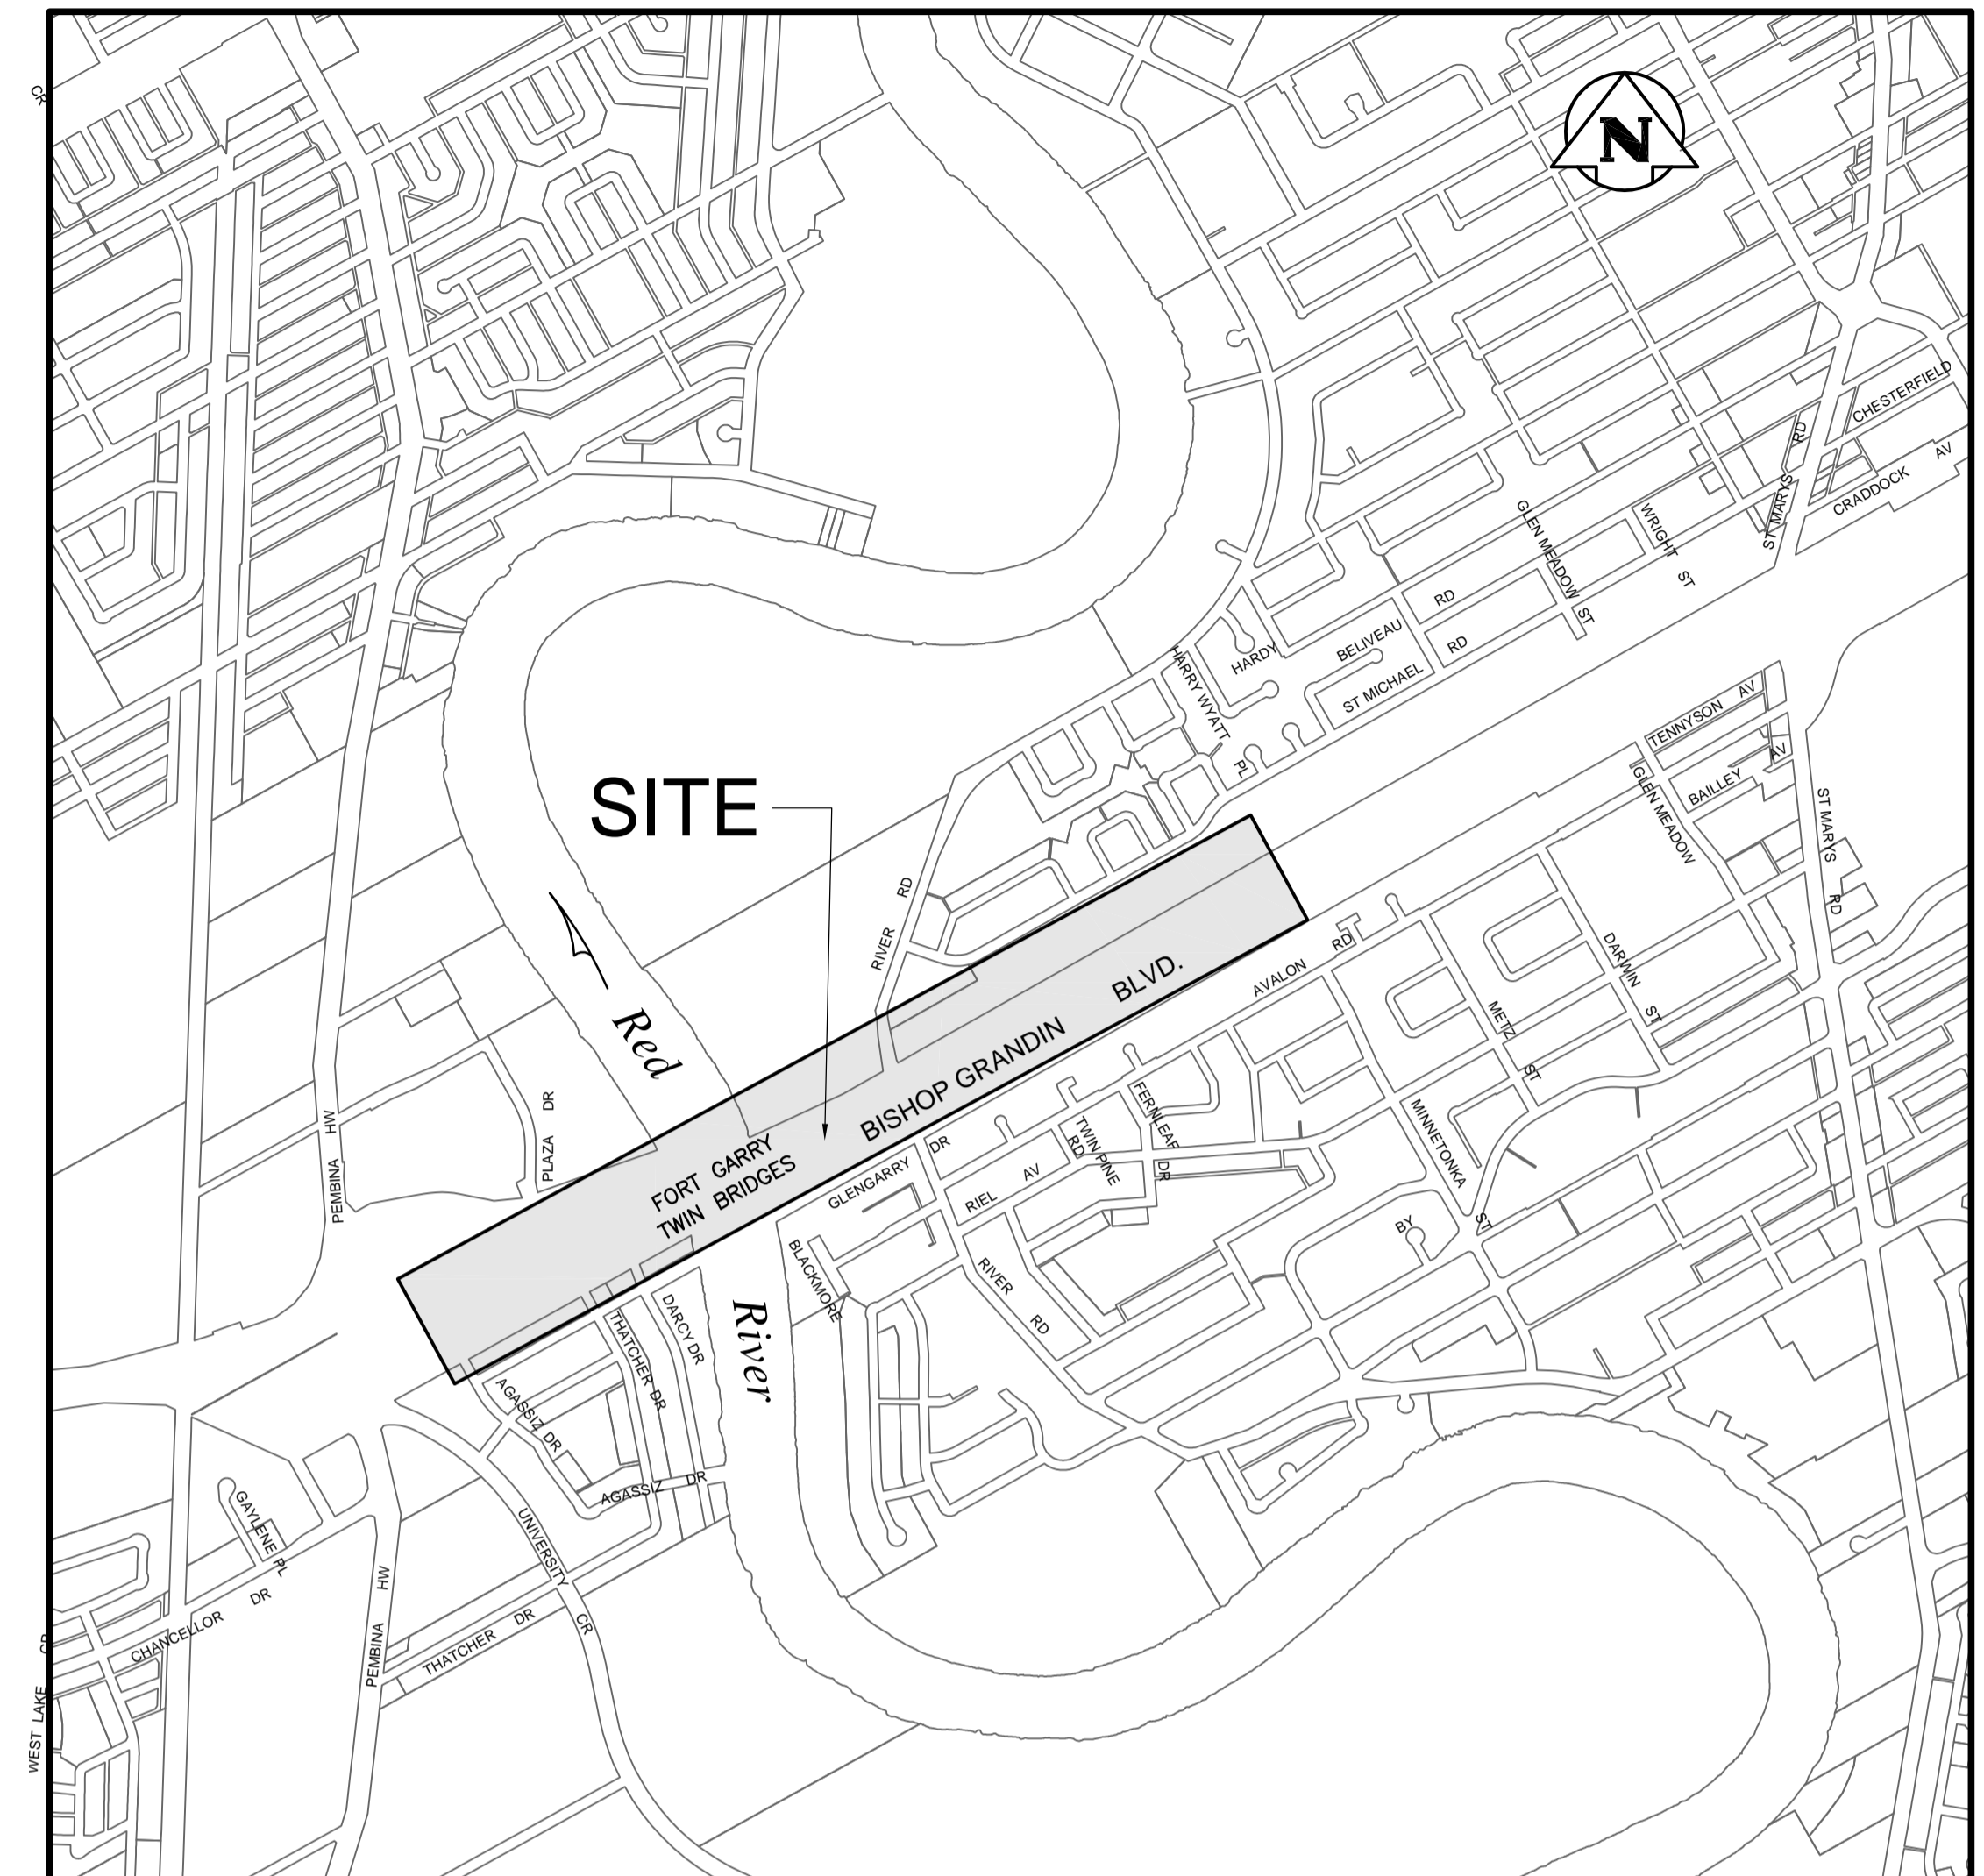 CR
N
CHESTERFIELD
ST MARYS RD
CRADDOCK AV
GLEN MEADOW ST
WRIGHT ST
RD
BELIVEAU
RD
HARDY
HARRY WYATT PL
ST MICHAEL
TENNYSON AV
AV
BAILLEY
GLEN MEADOW
ST MARYS RD
SITE
RIVER RD
Red
BISHOP GRANDIN BLVD.
AVALON RD
DARWIN ST
METZ ST
PEMBINA HW
PLAZA DR
FORT GARRY
TWIN BRIDGES
GLENGARRY DR
RIEL AV
TWIN PINE RD
FERNLEAF DR
MINNETONKA ST
BY
BLACKMORE
RIVER RD
River
DARCY DR
THATCHER DR
AGASSIZ DR
AGASSIZ DR
UNIVERSITY CR
GAYLENE PL
CHANCELLOR DR
PEMBINA HW
THATCHER DR
WEST LAKE CR